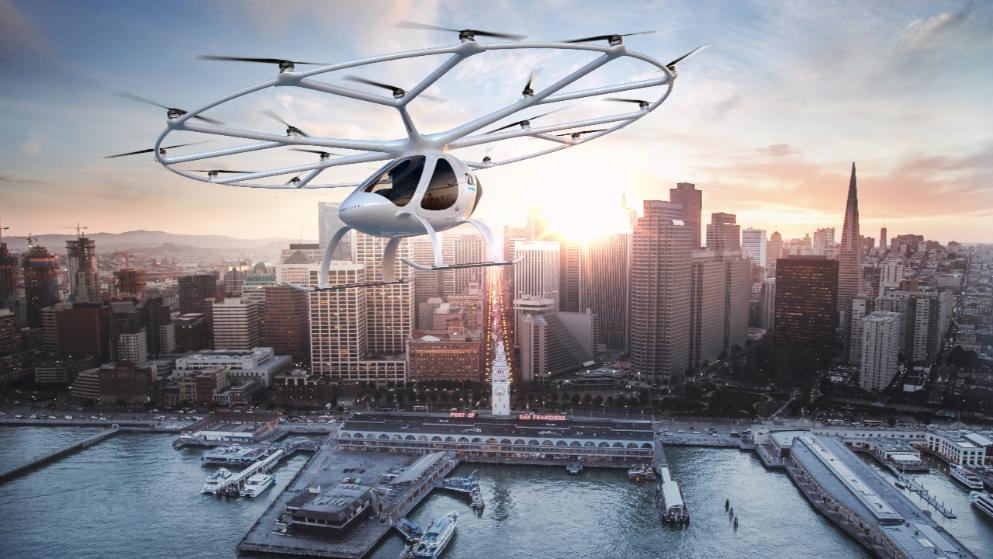 PORT OF SAN FRANCISCO